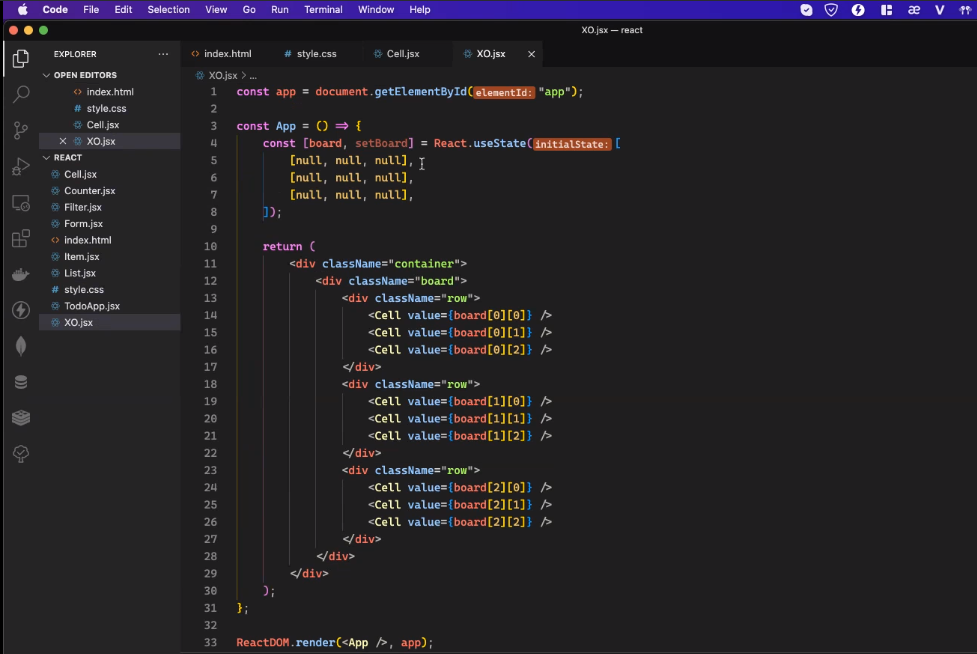 Code File Edit Selection View Go Run Terminal Window Help
XO.jsx — react
EXPLORER ···
index.html style.css Cell.jsx XO.jsx
OPEN EDITORS
index.html
style.css
Cell.jsx
XO.jsx
REACT
Cell.jsx
Counter.jsx
Filter.jsx
Form.jsx
index.html
Item.jsx
List.jsx
style.css
TodoApp.jsx
XO.jsx
XO.jsx > ...
1 const app = document.getElementById(elementId: "app");
2
3 const App = () => {
4 const [board, setBoard] = React.useState(initialState: [
5 [null, null, null],
6 [null, null, null],
7 [null, null, null],
8 ]);
9
10 return (
11 <div className="container">
12 <div className="board">
13 <div className="row">
14 <Cell value={board[0][0]} />
15 <Cell value={board[0][1]} />
16 <Cell value={board[0][2]} />
17 </div>
18 <div className="row">
19 <Cell value={board[1][0]} />
20 <Cell value={board[1][1]} />
21 <Cell value={board[1][2]} />
22 </div>
23 <div className="row">
24 <Cell value={board[2][0]} />
25 <Cell value={board[2][1]} />
26 <Cell value={board[2][2]} />
27 </div>
28 </div>
29 </div>
30 );
31 };
32
33 ReactDOM.render(<App />, app);